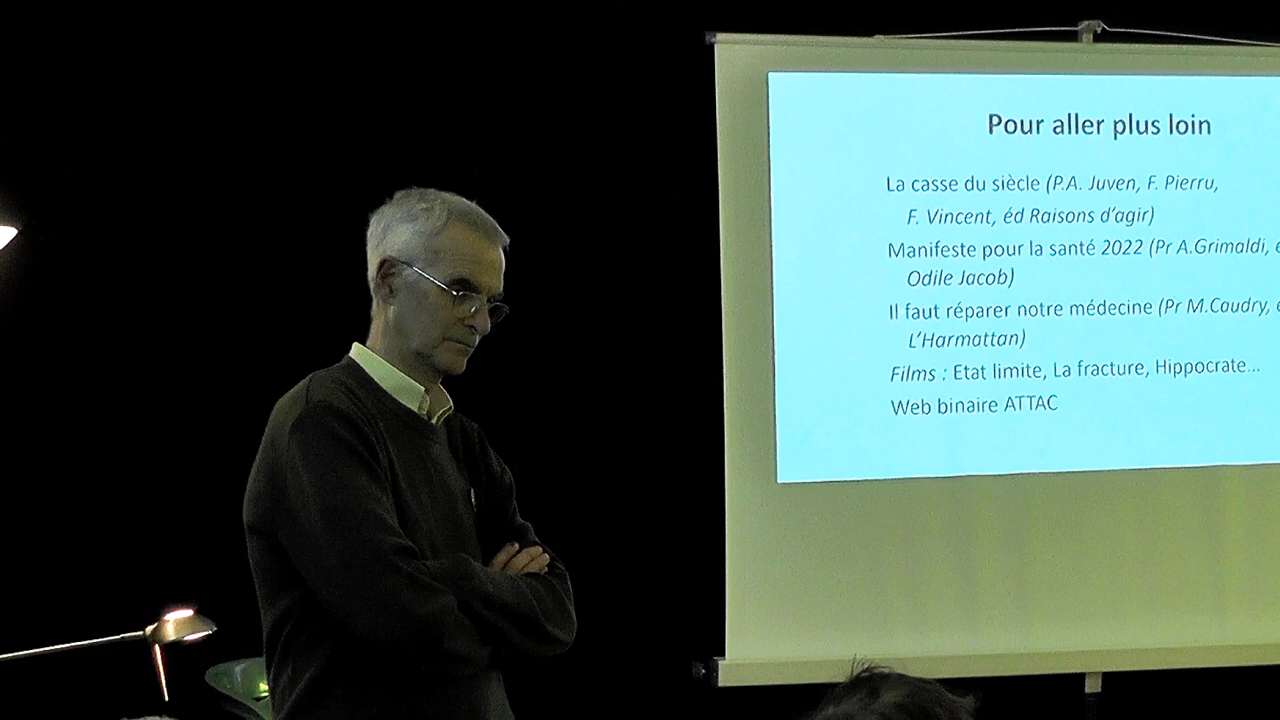 Pour aller plus loin
La casse du siècle (P.A. Juven, F. Pierru,
F. Vincent, éd Raisons d'agir)
Manifeste pour la santé 2022 (Pr A.Grimaldi,
Odile Jacob)
Il faut réparer notre médecine (Pr M.Caudry,
L'Harmattan)
Films : Etat limite, La fracture, Hippocrate...
Web binaire ATTAC